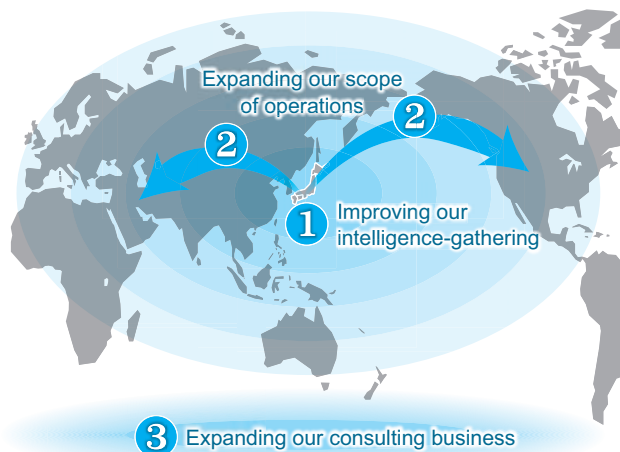 Expanding our scope
of operations
2
2
1
Improving our
intelligence-gathering
3 Expanding our consulting business